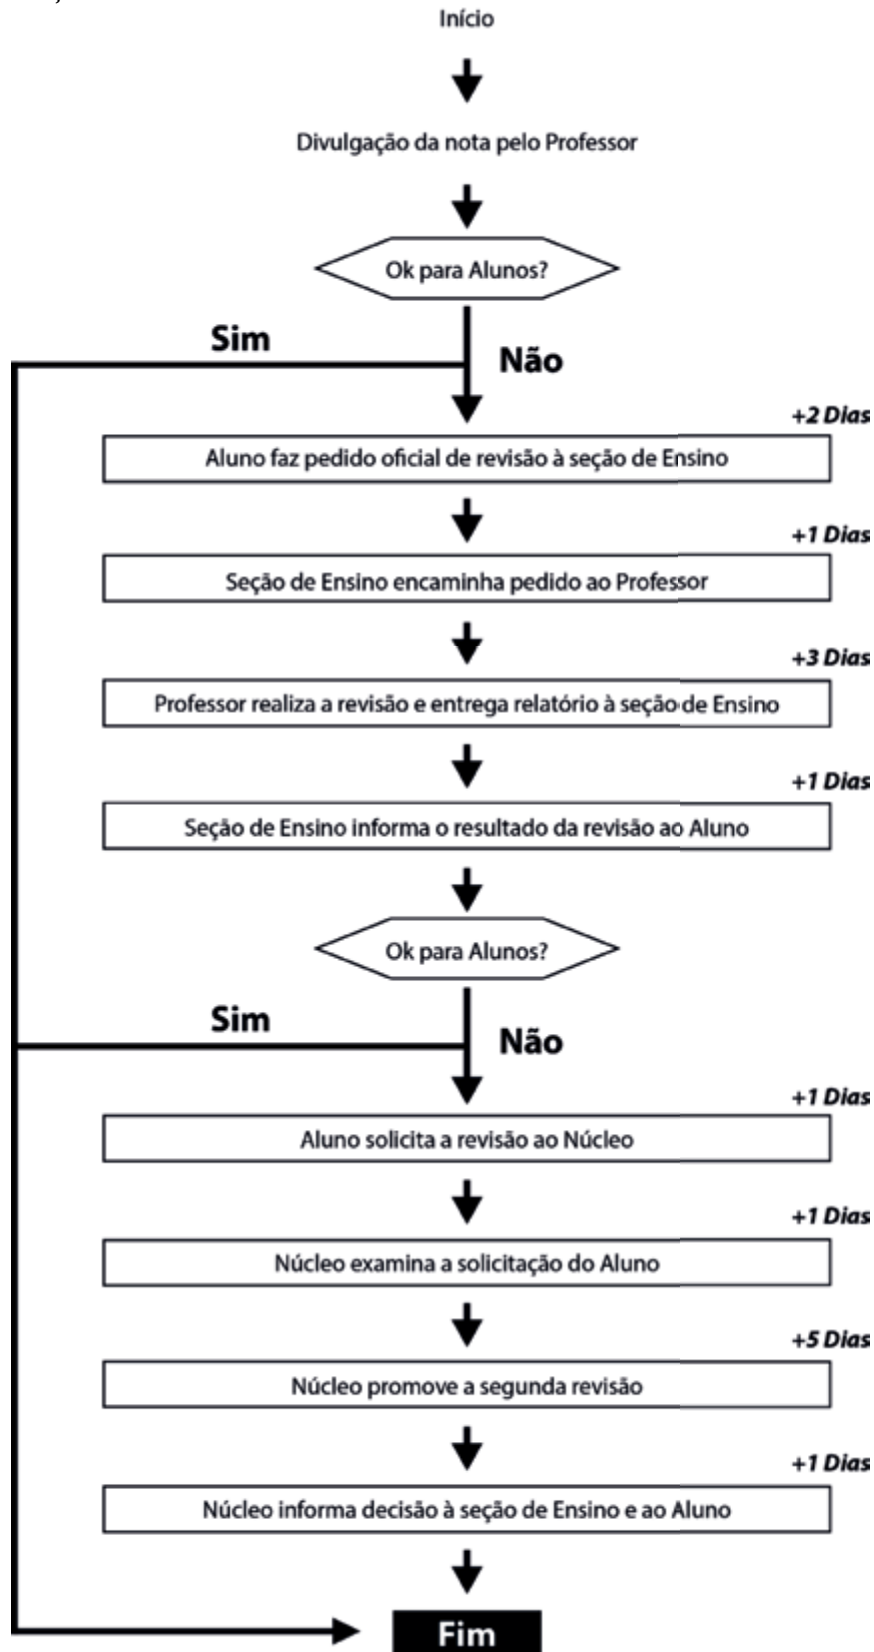 Início
Divulgação da nota pelo Professor
Ok para Alunos?
Sim
Não
+2 Dias
Aluno faz pedido oficial de revisão à seção de Ensino
+1 Dias
Seção de Ensino encaminha pedido ao Professor
+3 Dias
Professor realiza a revisão e entrega relatório à seção de Ensino
+1 Dias
Seção de Ensino informa o resultado da revisão ao Aluno
Ok para Alunos?
Sim
Não
+1 Dias
Aluno solicita a revisão ao Núcleo
+1 Dias
Núcleo examina a solicitação do Aluno
+5 Dias
Núcleo promove a segunda revisão
+1 Dias
Núcleo informa decisão à seção de Ensino e ao Aluno
Fim